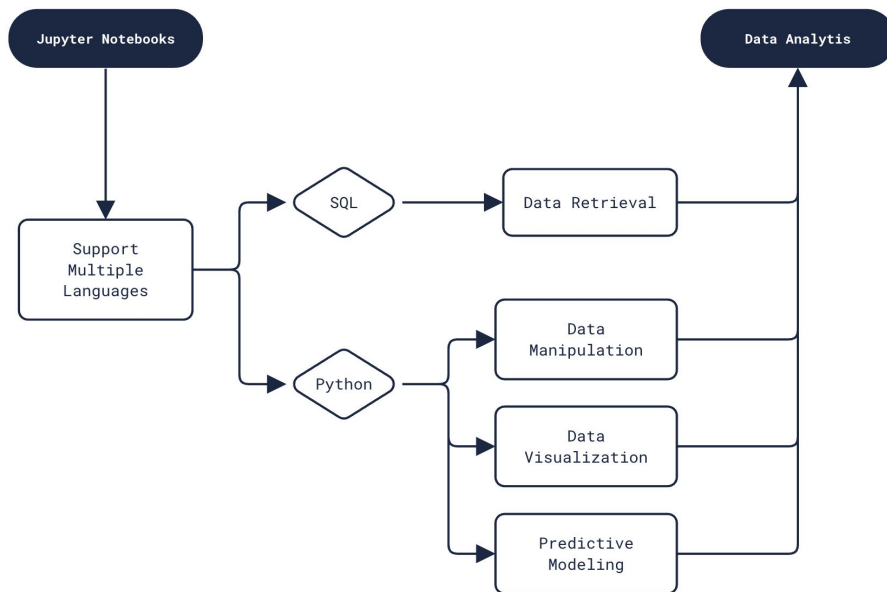 Jupyter Notebooks
Data Analytis
SQL
Data Retrieval
Support
Multiple
Languages
Data
Manipulation
Python
Data
Visualization
Predictive
Modeling